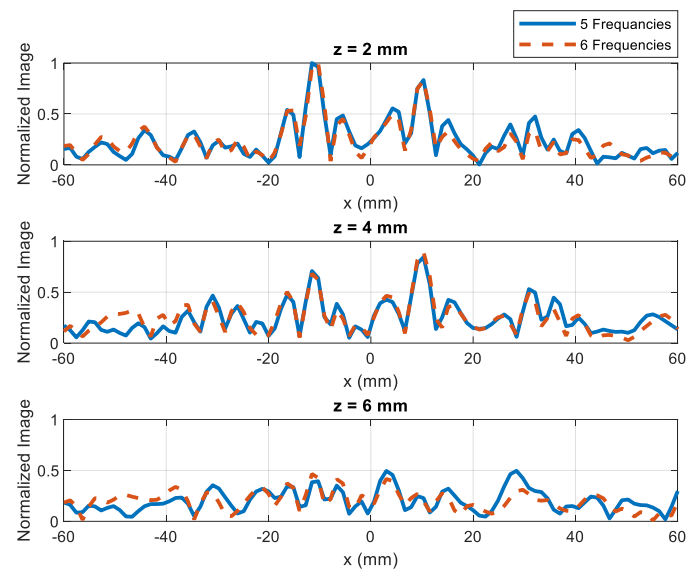 5 Frequancies
6 Frequencies
z = 2 mm
Normalized Image
1
0.5
0
-60 -40 -20 0 20 40 60
x (mm)
z = 4 mm
Normalized Image
1
0.5
0
-60 -40 -20 0 20 40 60
x (mm)
z = 6 mm
Normalized Image
1
0.5
0
-60 -40 -20 0 20 40 60
x (mm)